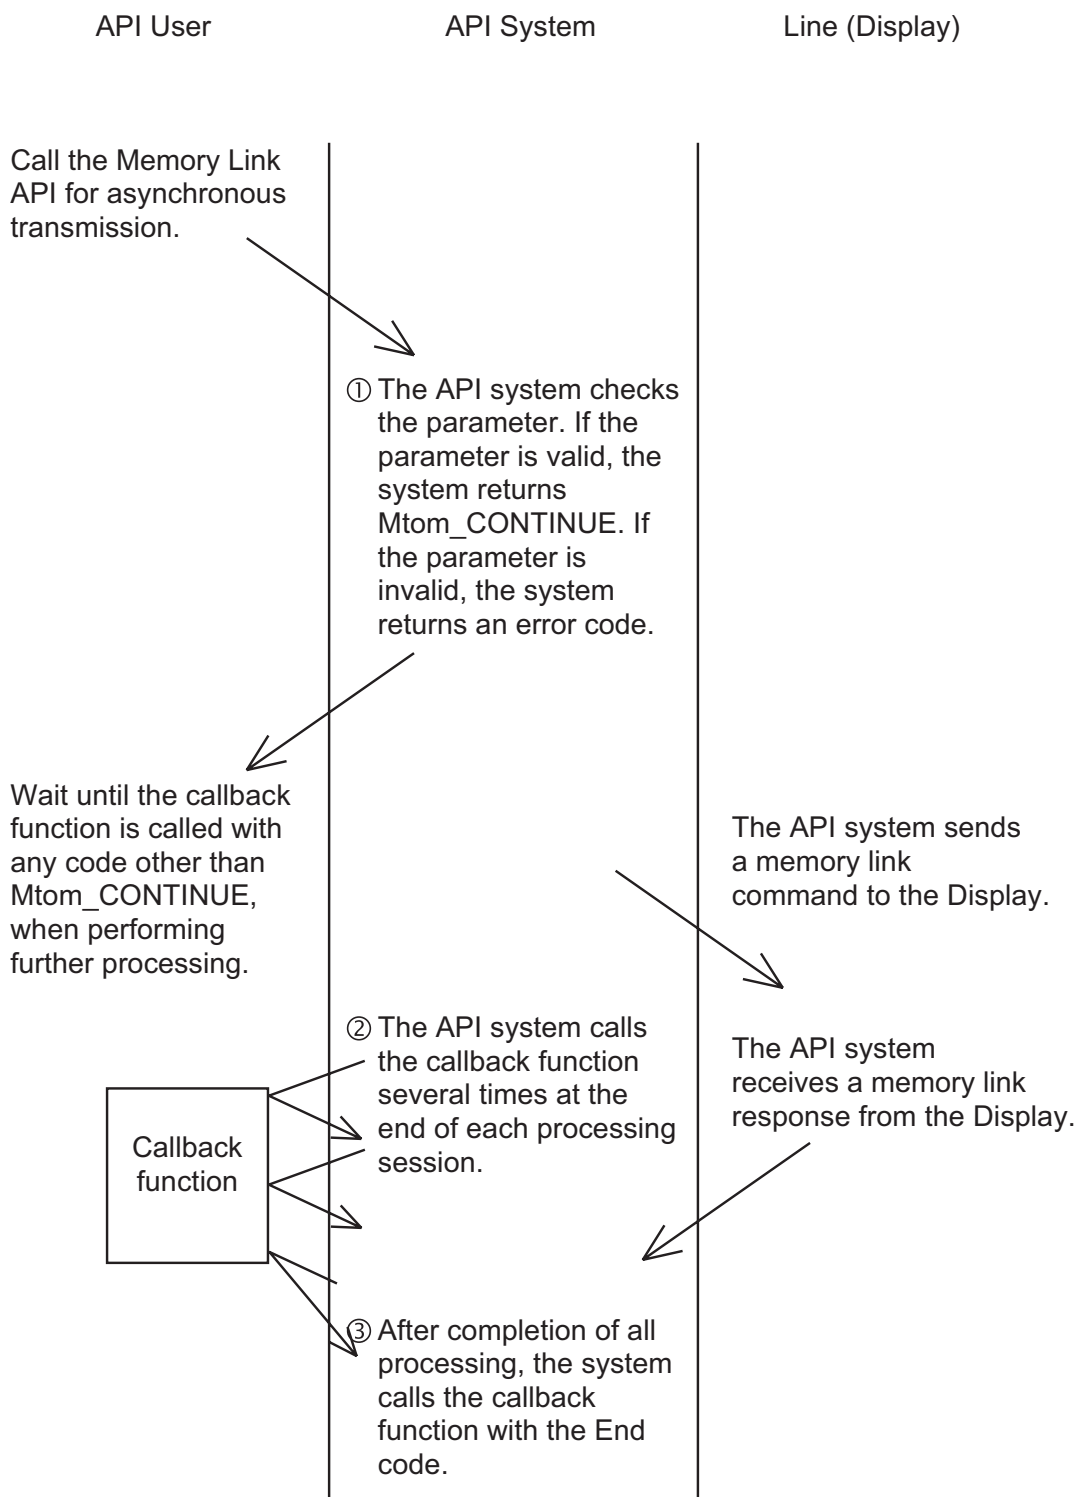 API User
API System
Line (Display)
Call the Memory Link
API for asynchronous
transmission.
① The API system checks
the parameter. If the
parameter is valid, the
system returns
Mtom_CONTINUE. If
the parameter is
invalid, the system
returns an error code.
Wait until the callback
function is called with
any code other than
Mtom_CONTINUE,
when performing
further processing.
The API system sends
a memory link
command to the Display.
② The API system calls
the callback function
several times at the
end of each processing
session.
The API system
receives a memory link
response from the Display.
Callback
function
③ After completion of all
processing, the system
calls the callback
function with the End
code.